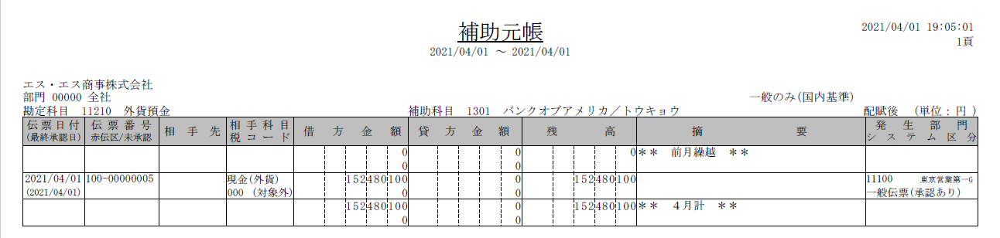 補助元帳
2021/04/01 19:05:01
2021/04/01 ～ 2021/04/01
1頁
エス・エス商事株式会社
部門 00000 全社 一般のみ(国内基準)
勘定科目 11210 外貨預金 補助科目 1301 バンクオブアメリカ／トウキョウ 配賦後 (単位：円)
伝票日付 伝票番号 相手先 相手科目 借方金額 貸方金額 残高 摘要 発生部門
(最終承認日) 赤伝区/未承認 税コード システム区分
0 0 0 ＊＊ 前月繰越 ＊＊
0 0
2021/04/01 100-00000005 現金(外貨) 152480100 0 152480100 11100 東京営業第一G
(2021/04/01) 000 (対象外) 0 一般伝票(承認あり)
152480100 0 152480100 ＊＊ ４月計 ＊＊
0 0